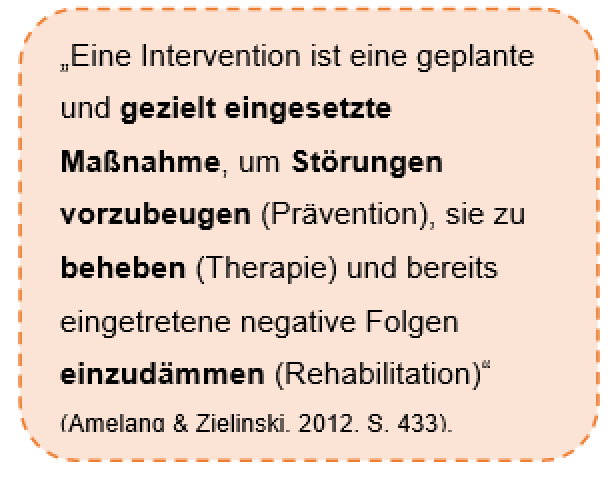 „Eine Intervention ist eine geplante
und gezielt eingesetzte
Maßnahme, um Störungen
vorzubeugen (Prävention), sie zu
beheben (Therapie) und bereits
eingetretene negative Folgen
einzudämmen (Rehabilitation)“
(Amelang & Zielinski. 2012. S. 433).